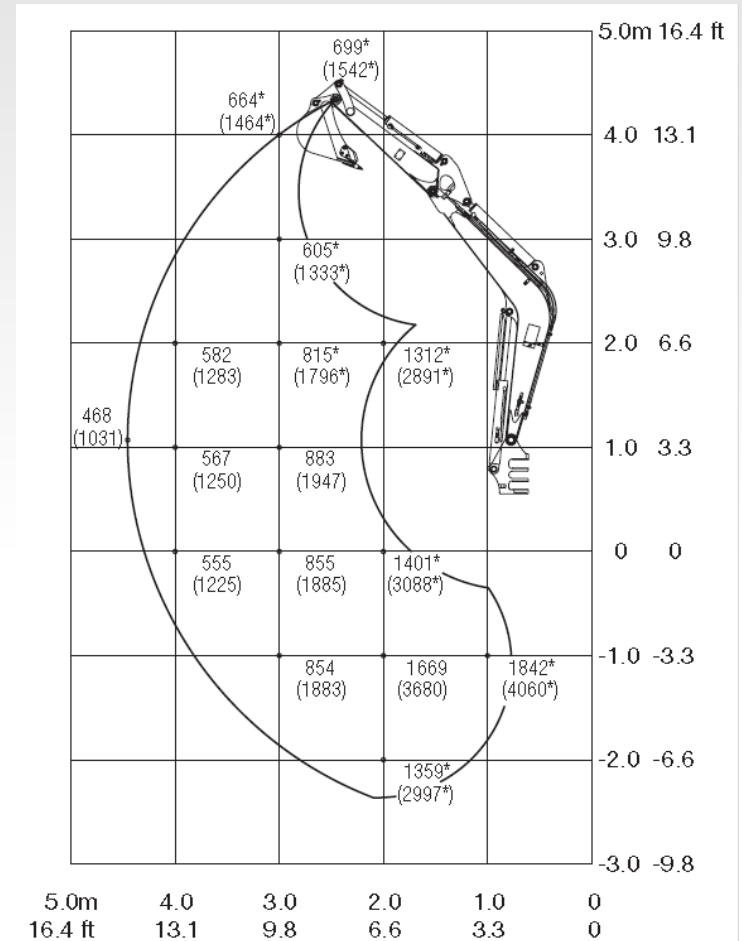 5.0m 16.4 ft
699*
(1542*)
664*
(1464*)
4.0 13.1
3.0 9.8
605*
(1333*)
2.0 6.6
582 815* 1312*
(1283) (1796*) (2891*)
468
(1031)
1.0 3.3
567 883
(1250) (1947)
0 0
555 855 1401*
(1225) (1885) (3088*)
-1.0 -3.3
854 1669 1842*
(1883) (3680) (4060*)
-2.0 -6.6
1359*
(2997*)
-3.0 -9.8
5.0m 4.0 3.0 2.0 1.0 0
16.4 ft 13.1 9.8 6.6 3.3 0